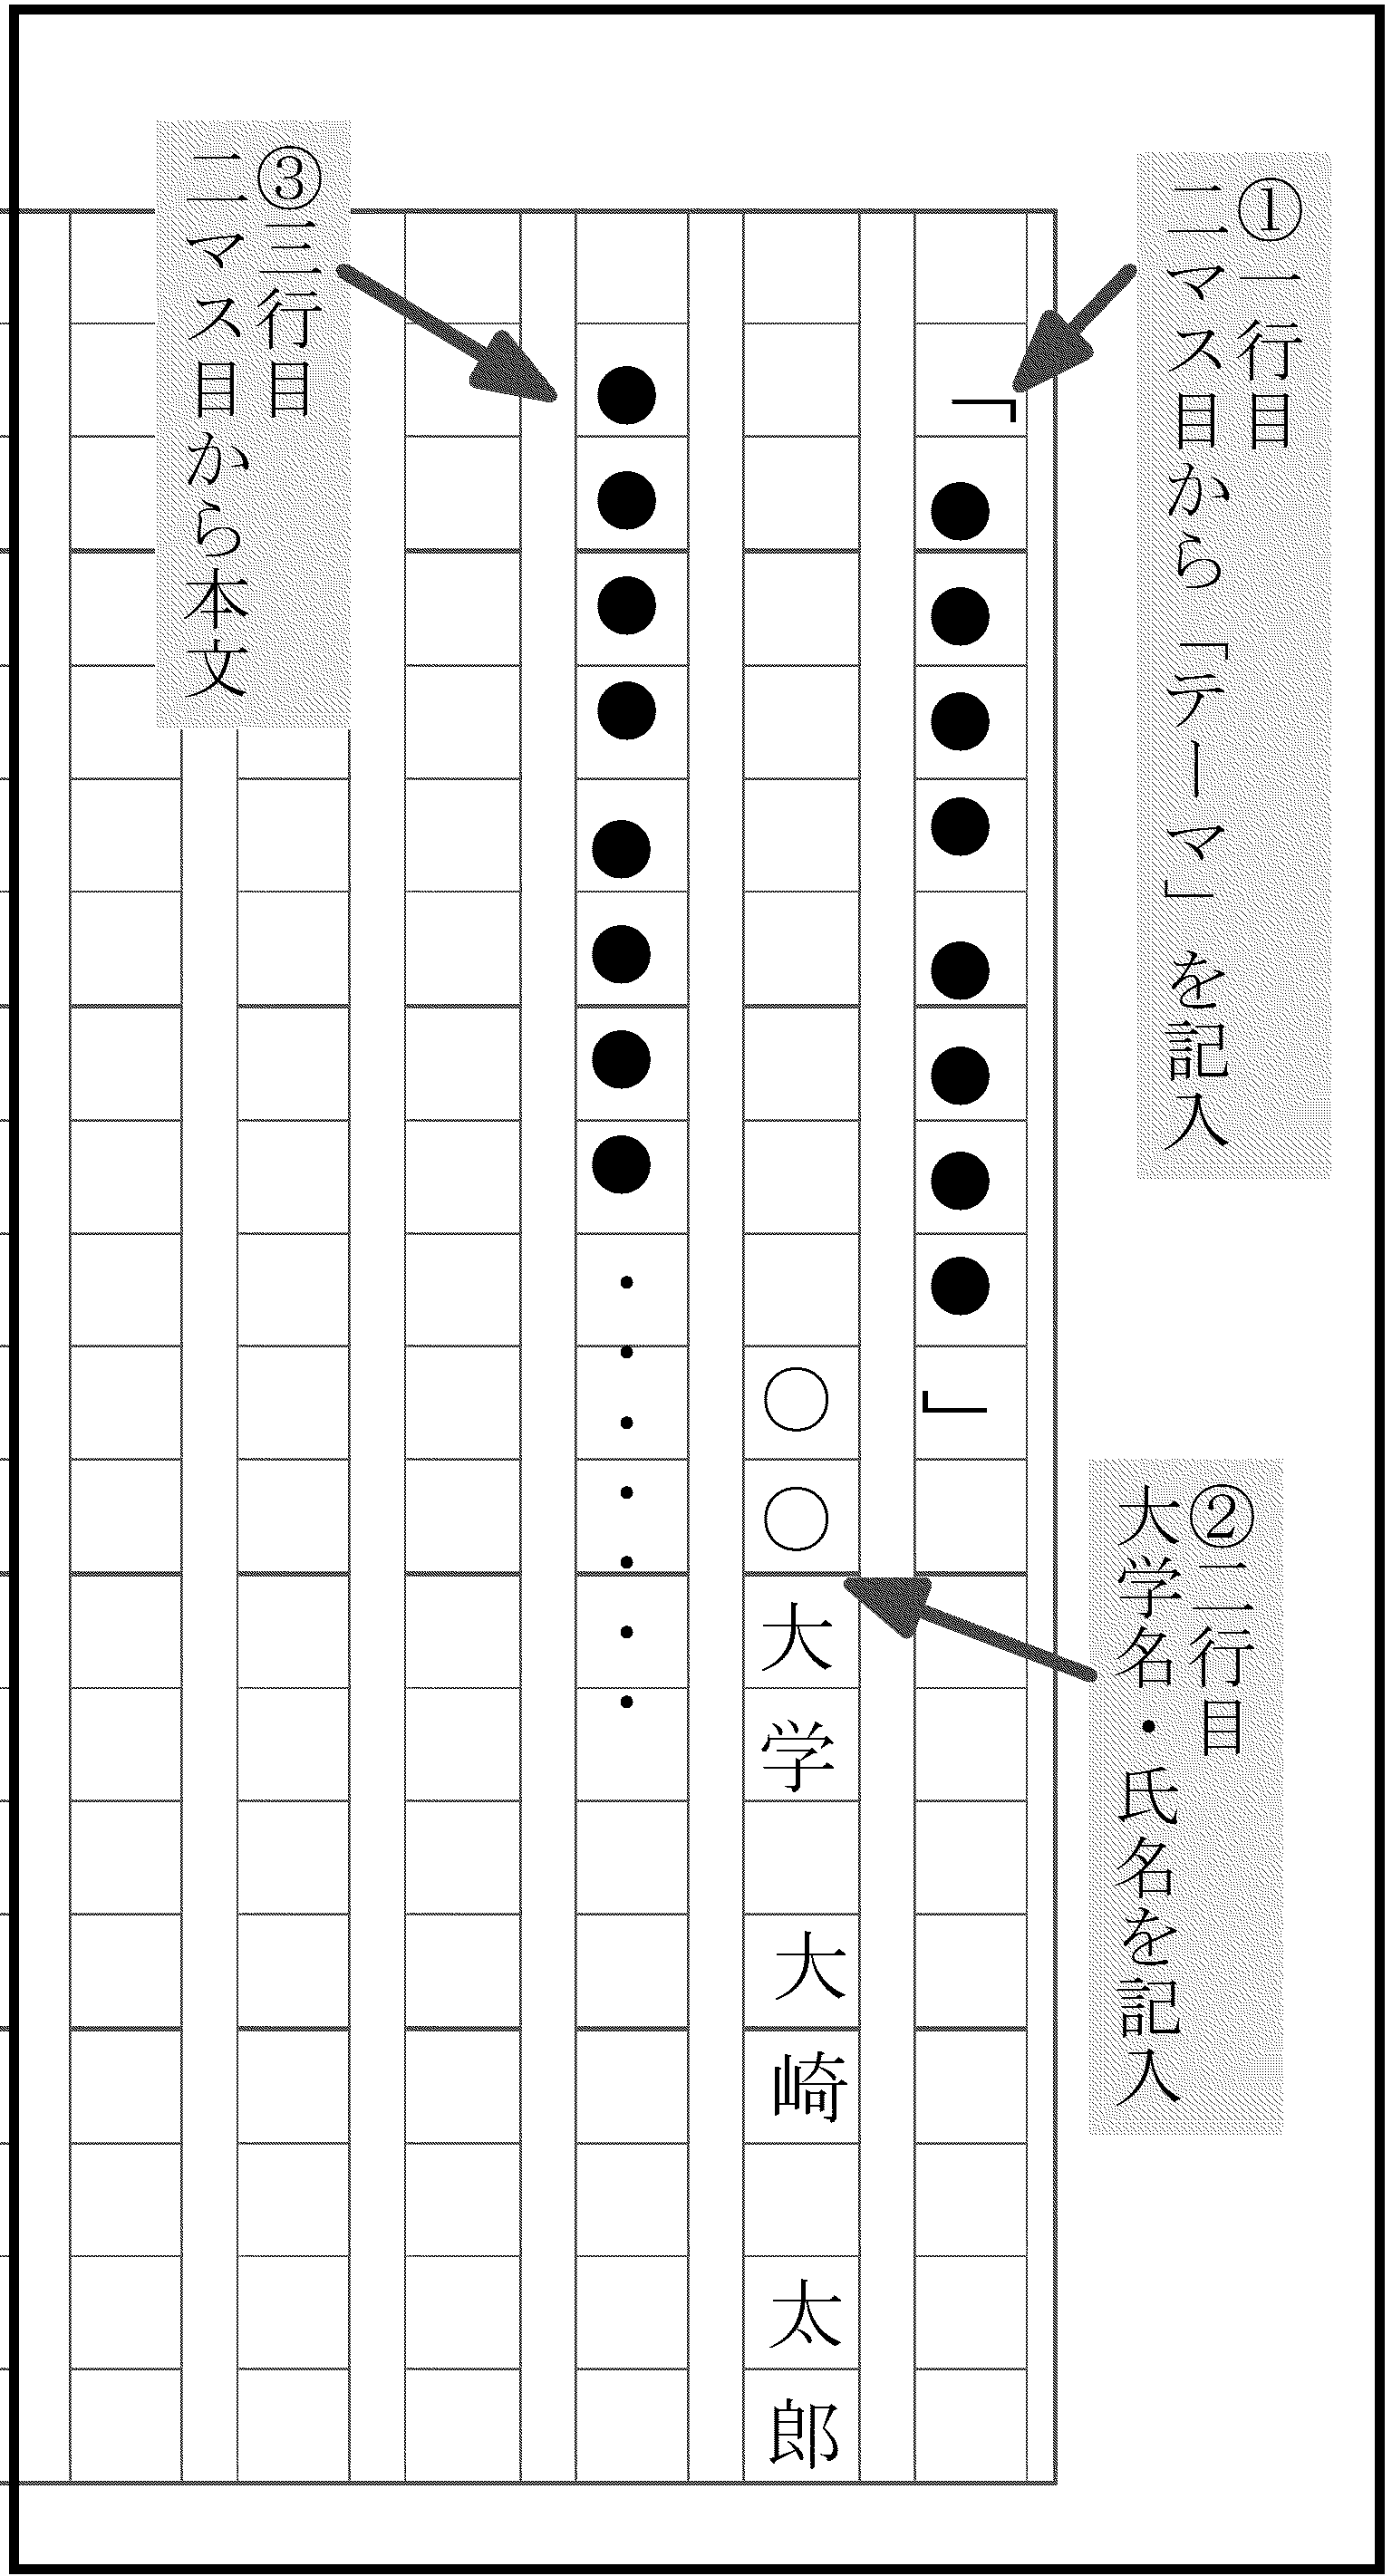 ①一行目
二マス目から「テーマ」を記入
「●●●●●●●●」
②二行目
大学名・氏名を記入
○○大学　大崎　太郎
●●●●●●●●・・・・・・・
③三行目
二マス目から本文